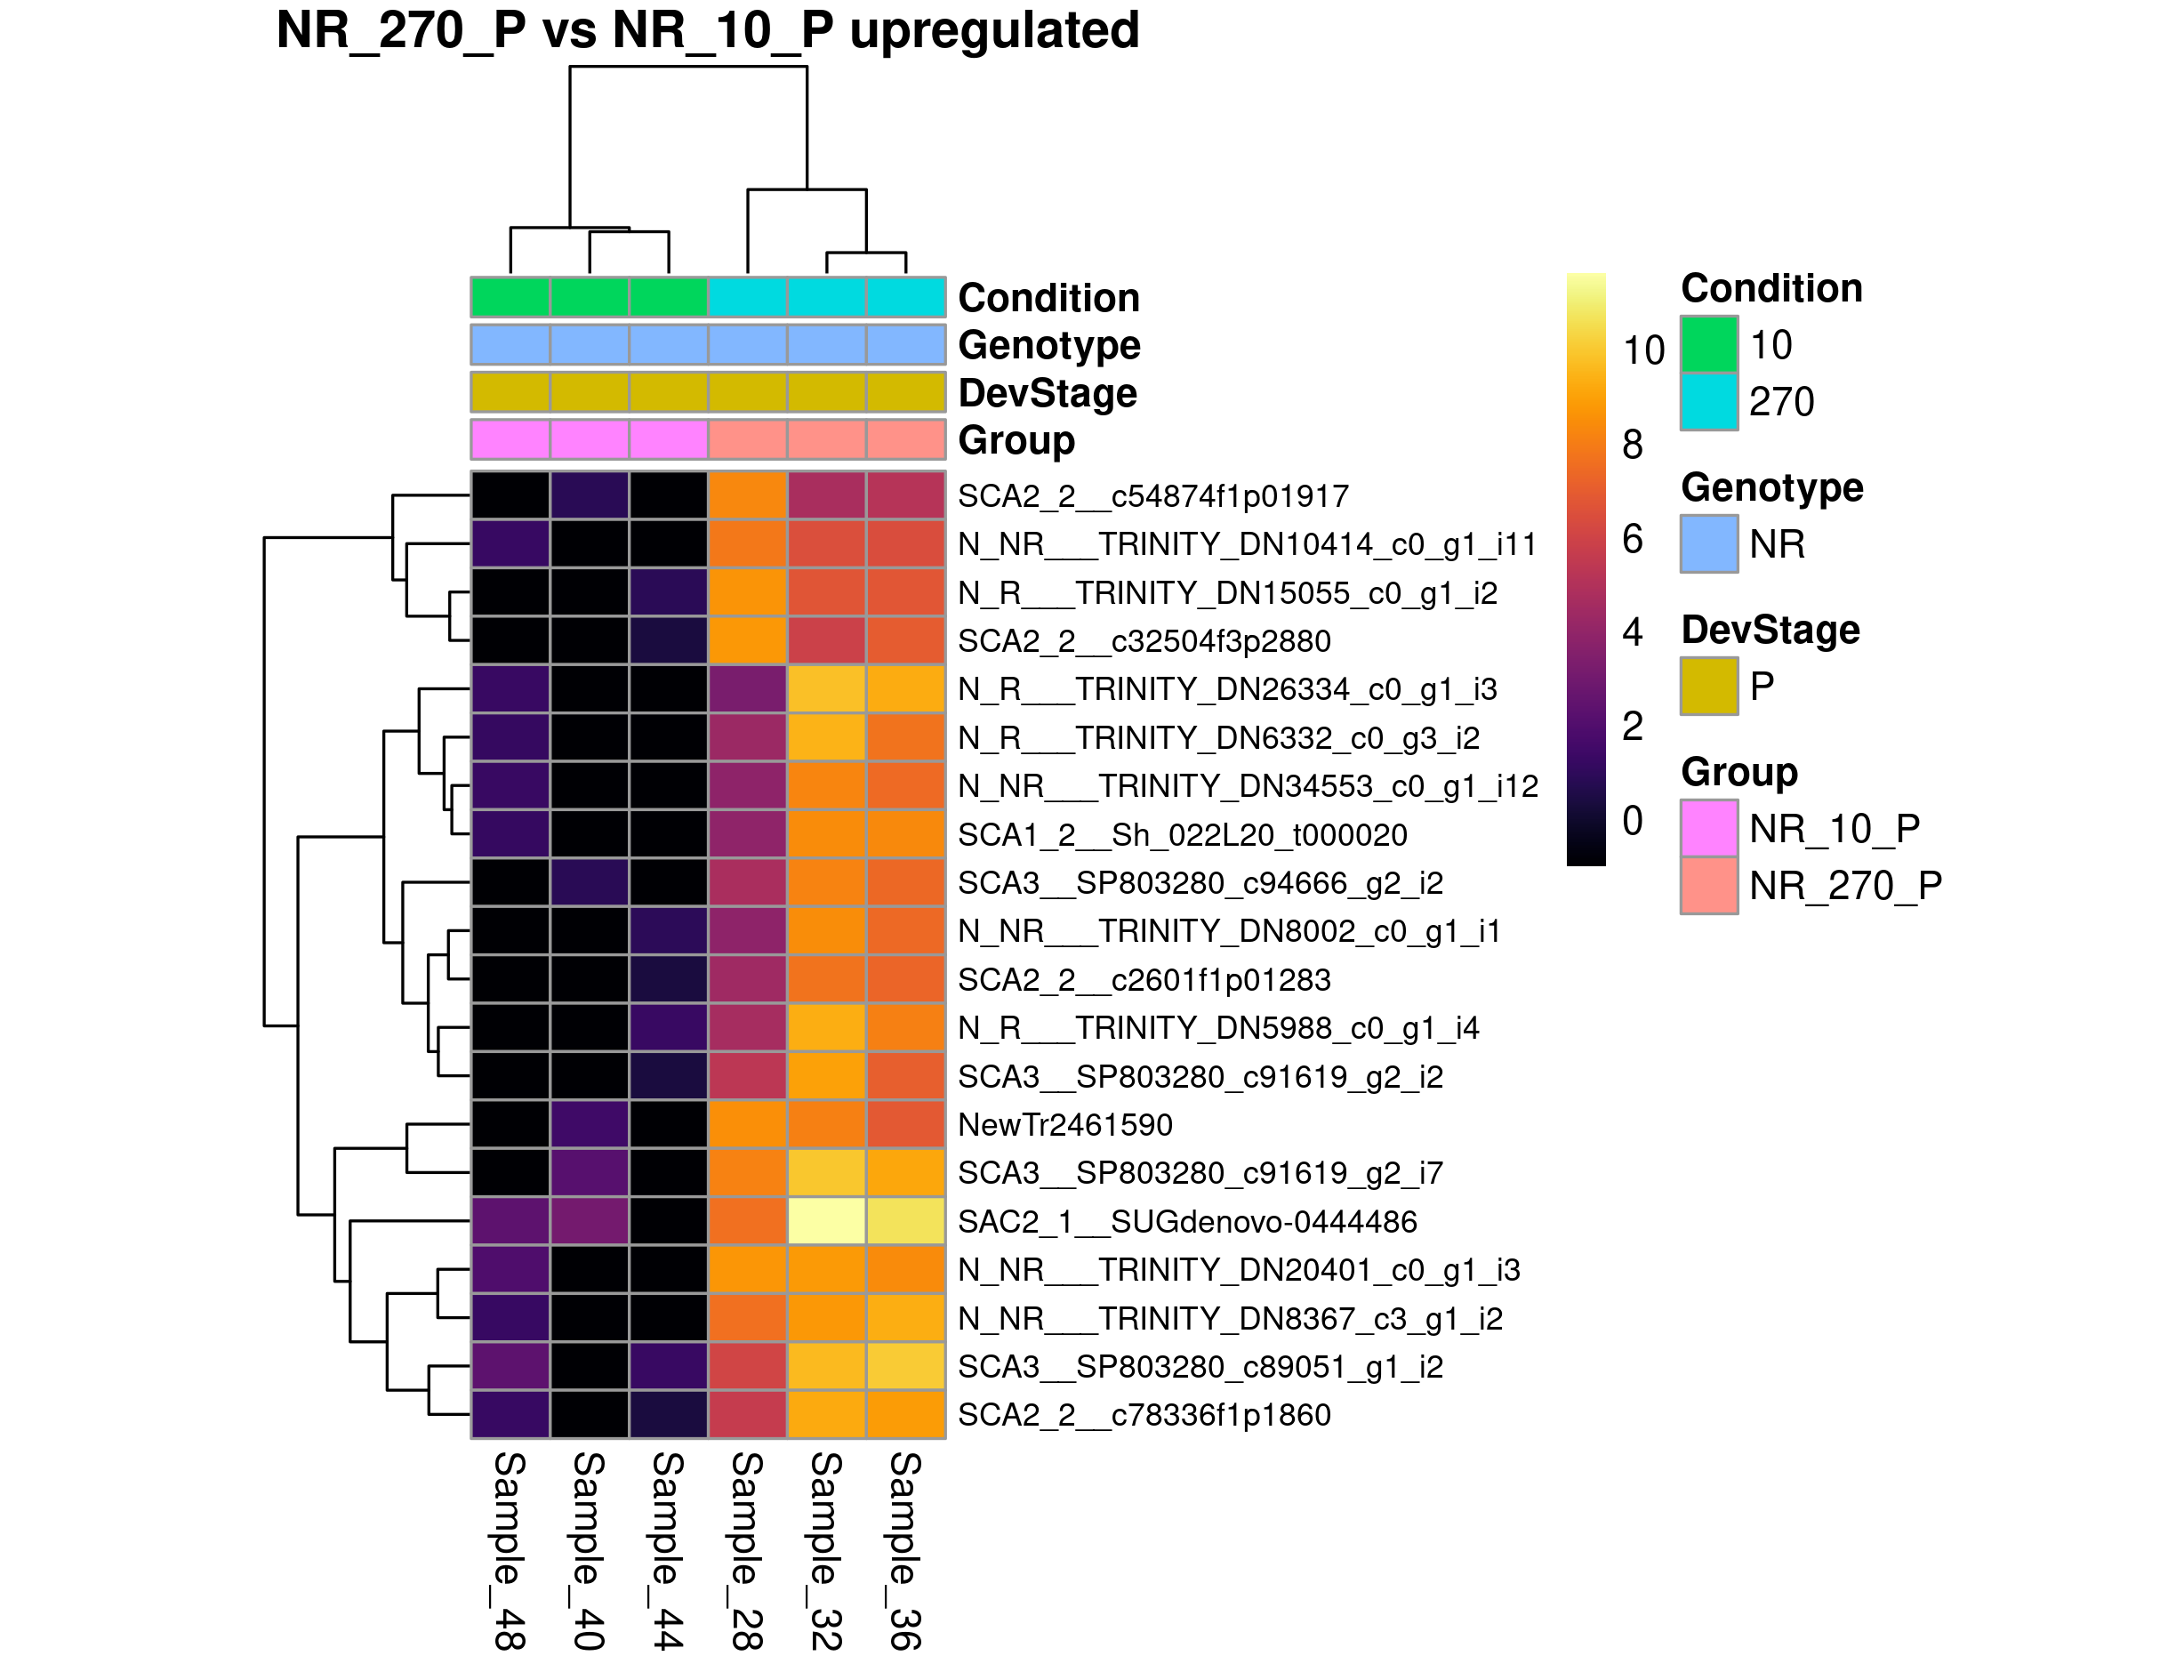 NR_270_P vs NR_10_P upregulated
Condition
Genotype
DevStage
Group
SCA2_2__c54874f1p01917
N_NR___TRINITY_DN10414_c0_g1_i11
N_R___TRINITY_DN15055_c0_g1_i2
SCA2_2__c32504f3p2880
N_R___TRINITY_DN26334_c0_g1_i3
N_R___TRINITY_DN6332_c0_g3_i2
N_NR___TRINITY_DN34553_c0_g1_i12
SCA1_2__Sh_022L20_t000020
SCA3__SP803280_c94666_g2_i2
N_NR___TRINITY_DN8002_c0_g1_i1
SCA2_2__c2601f1p01283
N_R___TRINITY_DN5988_c0_g1_i4
SCA3__SP803280_c91619_g2_i2
NewTr2461590
SCA3__SP803280_c91619_g2_i7
SAC2_1__SUGdenovo-0444486
N_NR___TRINITY_DN20401_c0_g1_i3
N_NR___TRINITY_DN8367_c3_g1_i2
SCA3__SP803280_c89051_g1_i2
SCA2_2__c78336f1p1860
Sample_48
Sample_40
Sample_44
Sample_28
Sample_32
Sample_36
10
8
6
4
2
0
Condition
10
270
Genotype
NR
DevStage
P
Group
NR_10_P
NR_270_P